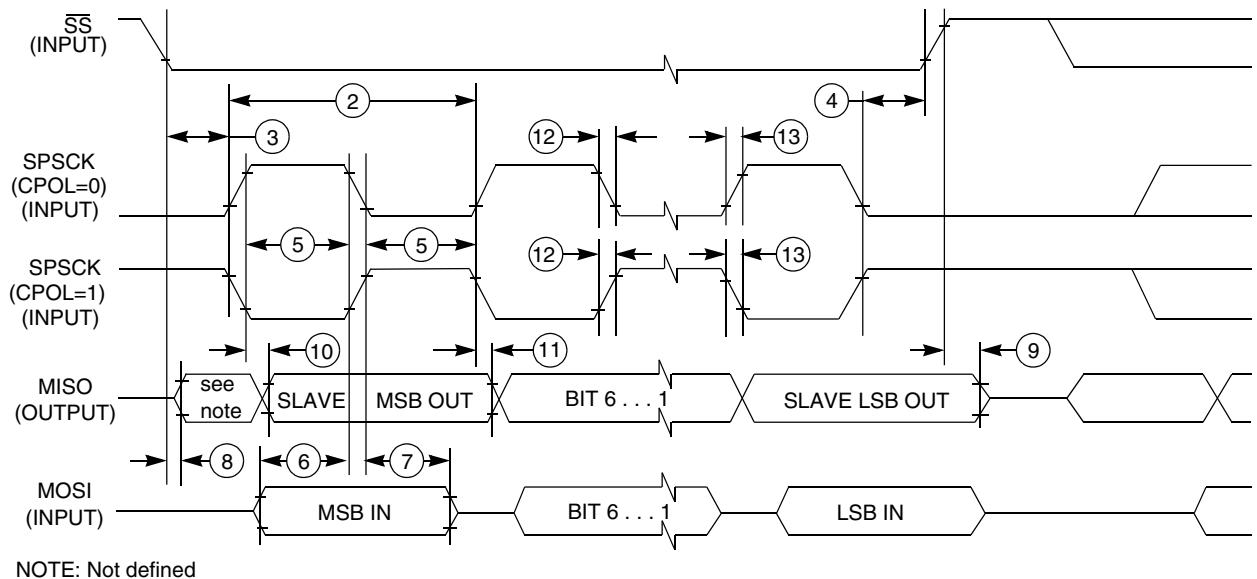 SS
(INPUT)
2
4
3
12
13
SPSCK
(CPOL=0)
(INPUT)
5
5
12
13
SPSCK
(CPOL=1)
(INPUT)
10
11
9
MISO
(OUTPUT)
see
note
SLAVE
MSB OUT
BIT 6 . . . 1
SLAVE LSB OUT
8
6
7
MOSI
(INPUT)
MSB IN
BIT 6 . . . 1
LSB IN
NOTE: Not defined